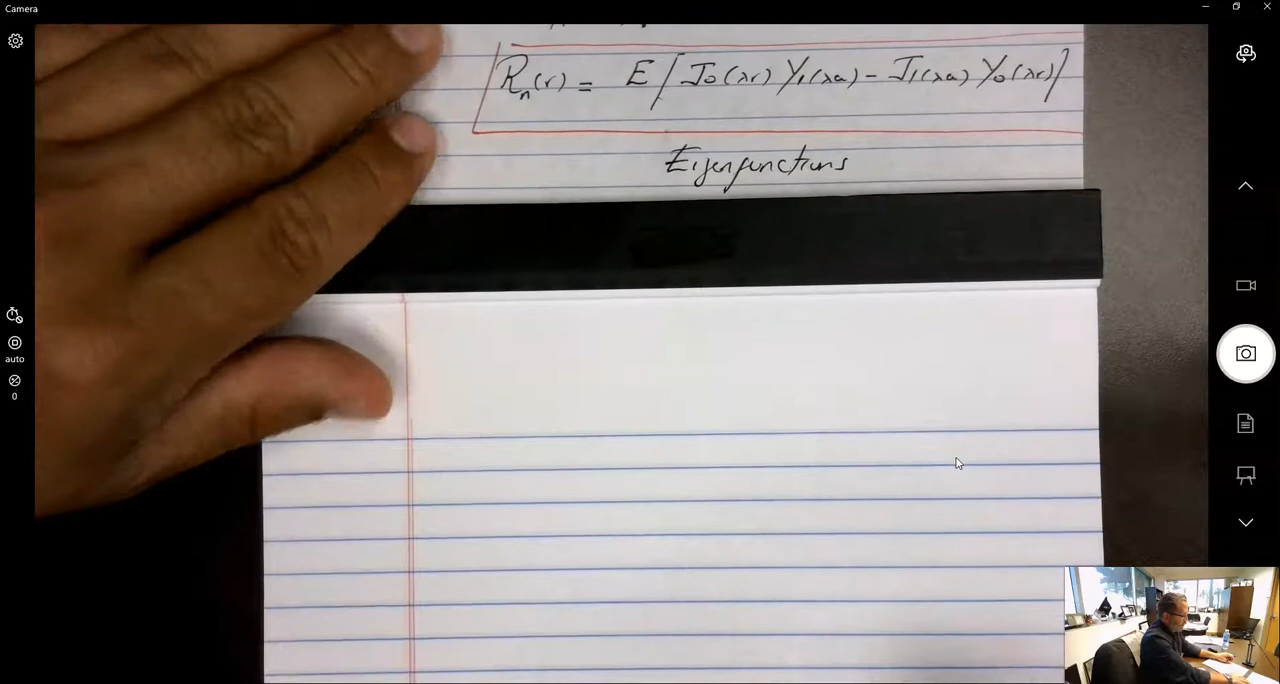 Camera
Rn(r) = E [J0(λr) Y1(λa) - J1(λa) Y0(λr)]
Eigenfunctions
auto
0